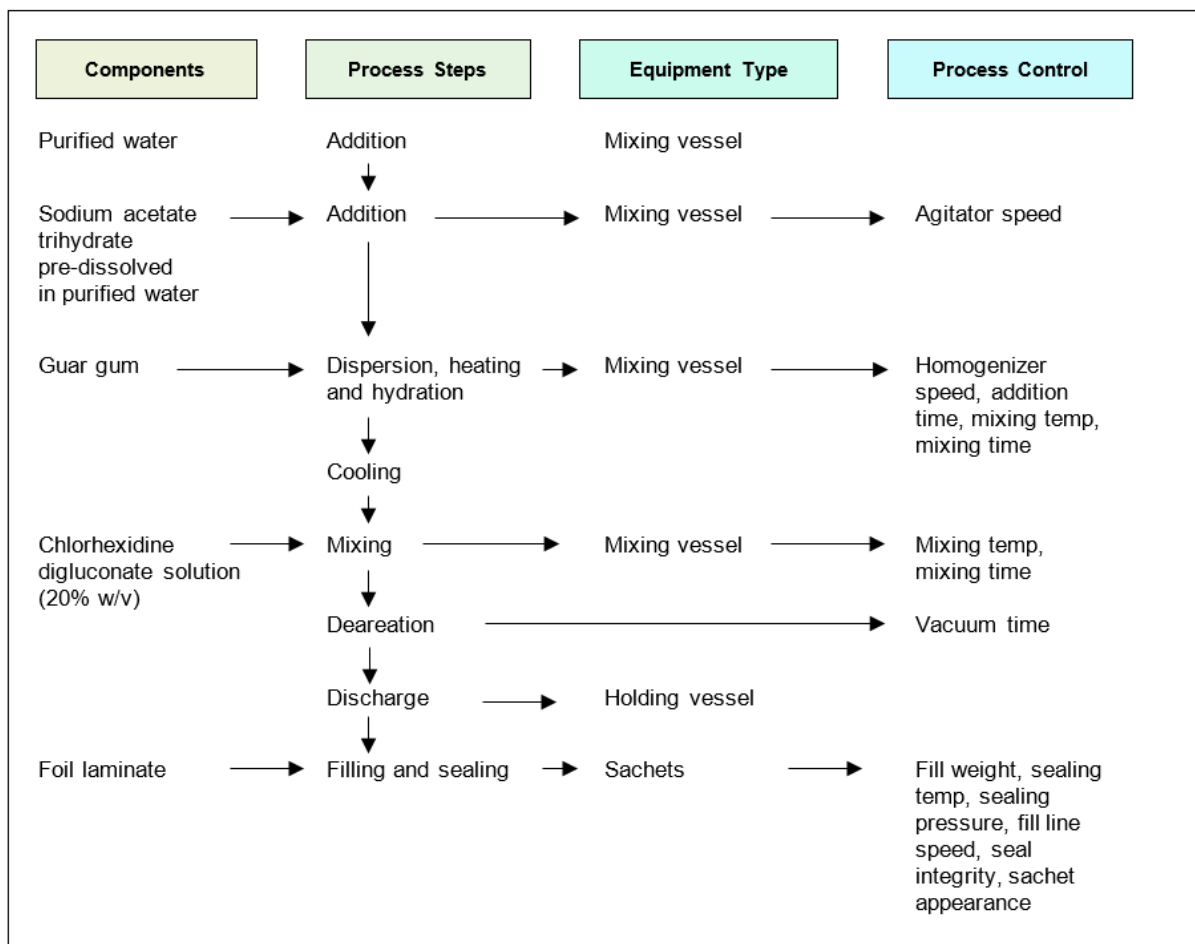 Components Process Steps Equipment Type Process Control
Purified water Addition Mixing vessel
Sodium acetate Addition Mixing vessel Agitator speed
trihydrate
pre-dissolved
in purified water
Guar gum Dispersion, heating Mixing vessel Homogenizer
and hydration speed, addition
time, mixing temp,
mixing time
Cooling
Chlorhexidine Mixing Mixing vessel Mixing temp,
digluconate solution mixing time
(20% w/v)
Deareation Vacuum time
Discharge Holding vessel
Foil laminate Filling and sealing Sachets Fill weight, sealing
temp, sealing
pressure, fill line
speed, seal
integrity, sachet
appearance